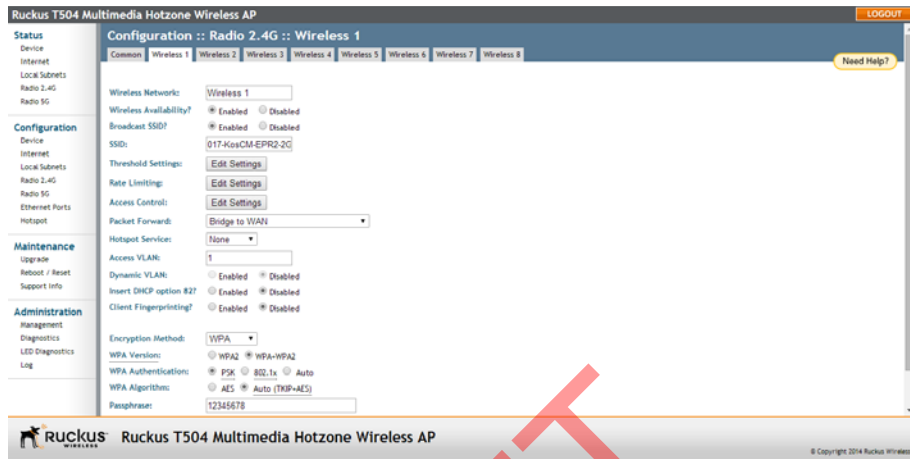 Ruckus T504 Multimedia Hotzone Wireless AP
LOGOUT
Status
Device
Internet
Local Subnets
Radio 2.4G
Radio 5G
Configuration
Device
Internet
Local Subnets
Radio 2.4G
Radio 5G
Ethernet Ports
Hotspot
Maintenance
Upgrade
Reboot / Reset
Support Info
Administration
Management
Diagnostics
LED Diagnostics
Log
Configuration :: Radio 2.4G :: Wireless 1
Common Wireless 1 Wireless 2 Wireless 3 Wireless 4 Wireless 5 Wireless 6 Wireless 7 Wireless 8
Need Help?
Wireless Network: Wireless 1
Wireless Availability? Enabled Disabled
Broadcast SSID? Enabled Disabled
SSID: 017-KosCM-EPR2-2G
Threshold Settings: Edit Settings
Rate Limiting: Edit Settings
Access Control: Edit Settings
Packet Forward: Bridge to WAN
Hotspot Service: None
Access VLAN: 1
Dynamic VLAN: Enabled Disabled
Insert DHCP option 82? Enabled Disabled
Client Fingerprinting? Enabled Disabled
Encryption Method: WPA
WPA Version: WPA2 WPA+WPA2
WPA Authentication: PSK 802.1x Auto
WPA Algorithm: AES Auto (TKIP+AES)
Passphrase: 12345678
RUCKUS WIRELESS Ruckus T504 Multimedia Hotzone Wireless AP
© Copyright 2014 Ruckus Wireless